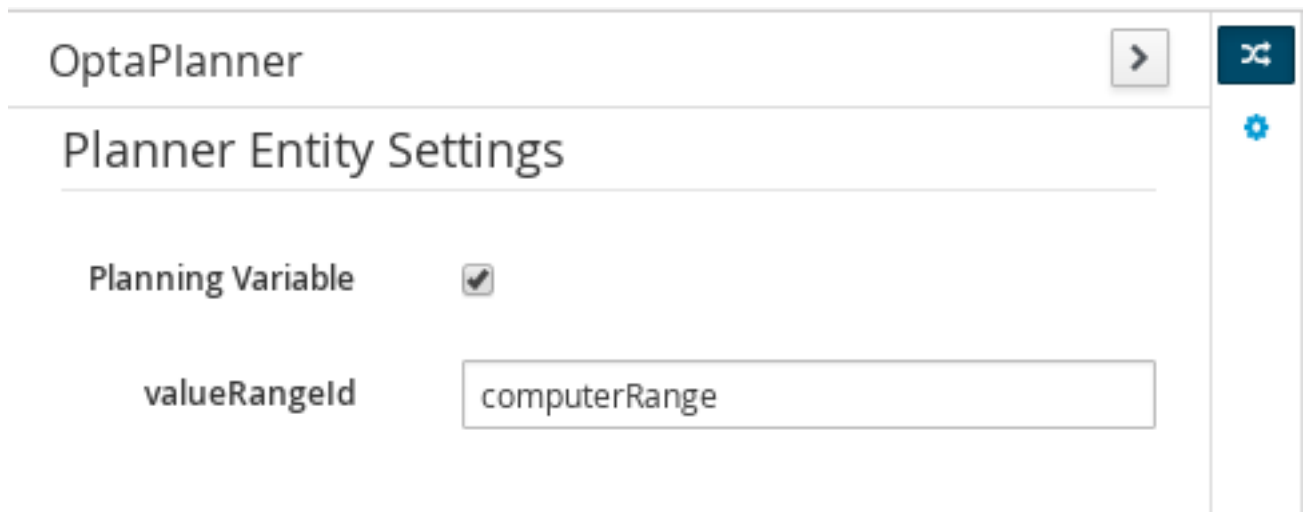 OptaPlanner
Planner Entity Settings
Planning Variable
valueRangeId computerRange